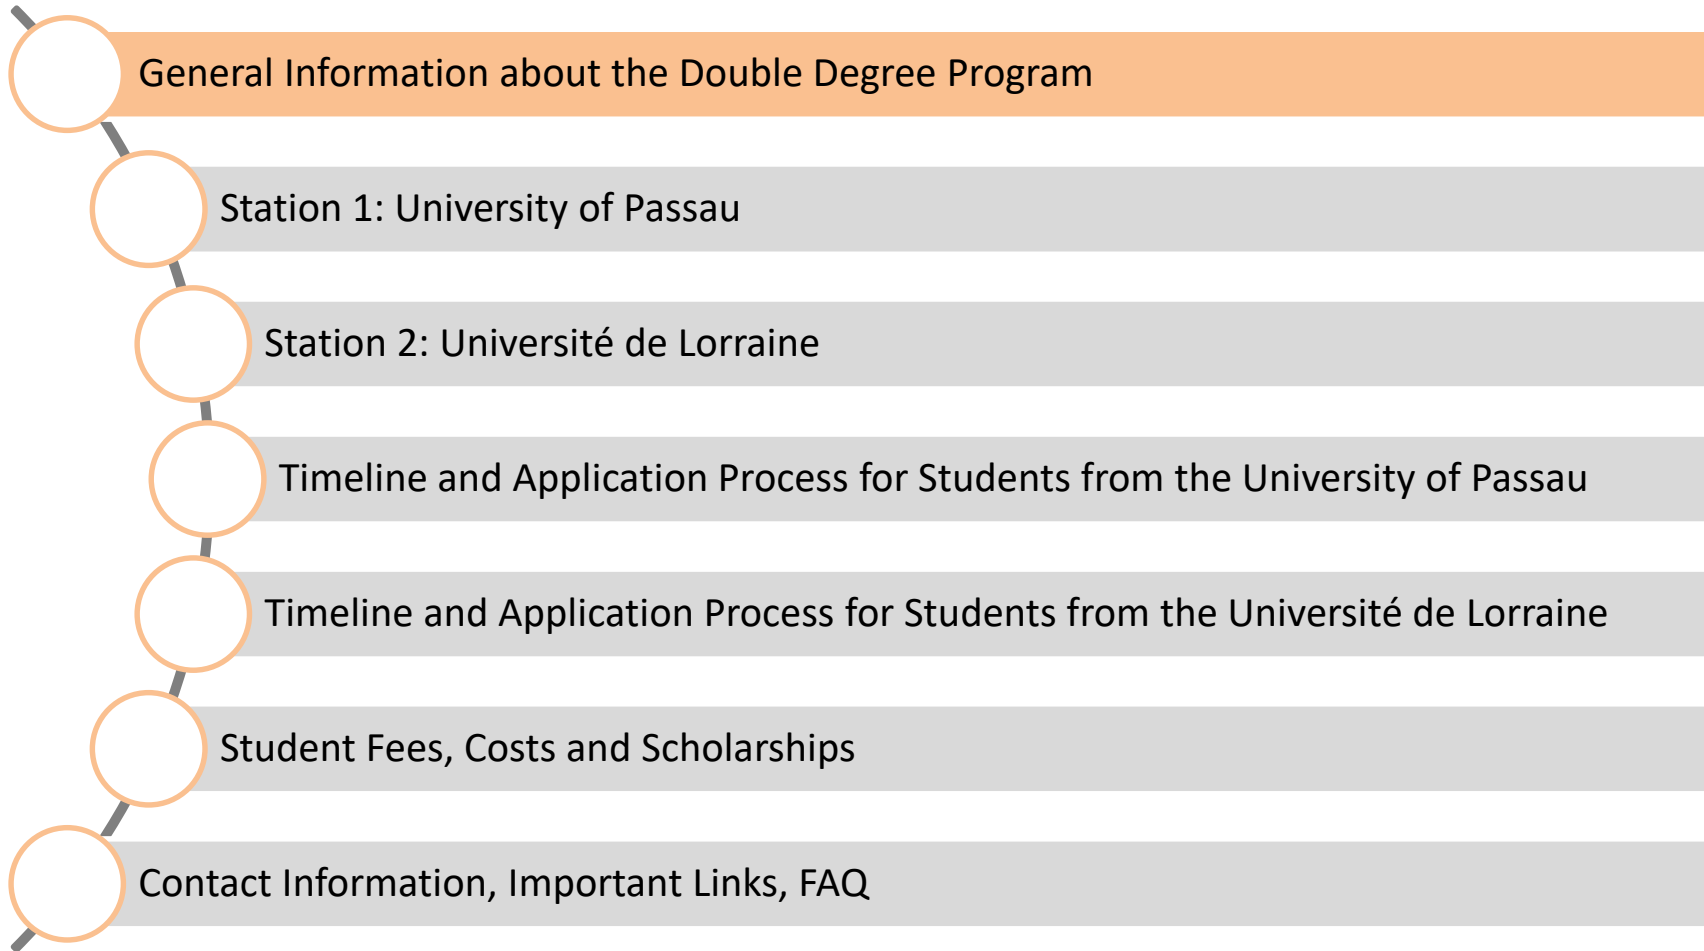 General Information about the Double Degree Program
Station 1: University of Passau
Station 2: Université de Lorraine
Timeline and Application Process for Students from the University of Passau
Timeline and Application Process for Students from the Université de Lorraine
Student Fees, Costs and Scholarships
Contact Information, Important Links, FAQ